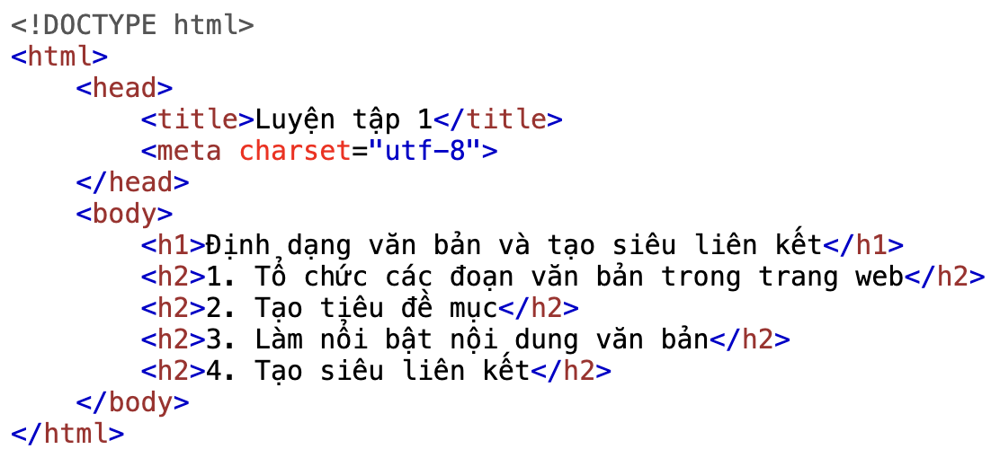 <!DOCTYPE html>
<html>
    <head>
        <title>Luyện tập 1</title>
        <meta charset="utf-8">
    </head>
    <body>
        <h1>Định dạng văn bản và tạo siêu liên kết</h1>
        <h2>1. Tổ chức các đoạn văn bản trong trang web</h2>
        <h2>2. Tạo tiêu đề mục</h2>
        <h2>3. Làm nổi bật nội dung văn bản</h2>
        <h2>4. Tạo siêu liên kết</h2>
    </body>
</html>